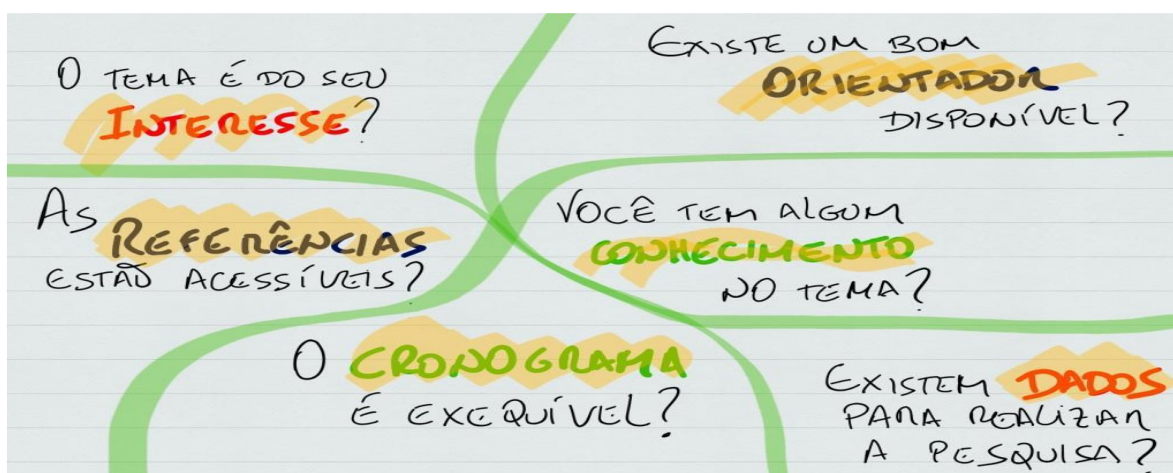 O TEMA É DO SEU
INTERESSE?
EXISTE UM BOM
ORIENTADOR
DISPONÍVEL?
AS
REFERÊNCIAS
ESTÃO ACESSÍVEIS?
VOCÊ TEM ALGUM
CONHECIMENTO
NO TEMA?
O CRONOGRAMA
É EXEQUÍVEL?
EXISTEM DADOS
PARA REALIZAR
A PESQUISA?